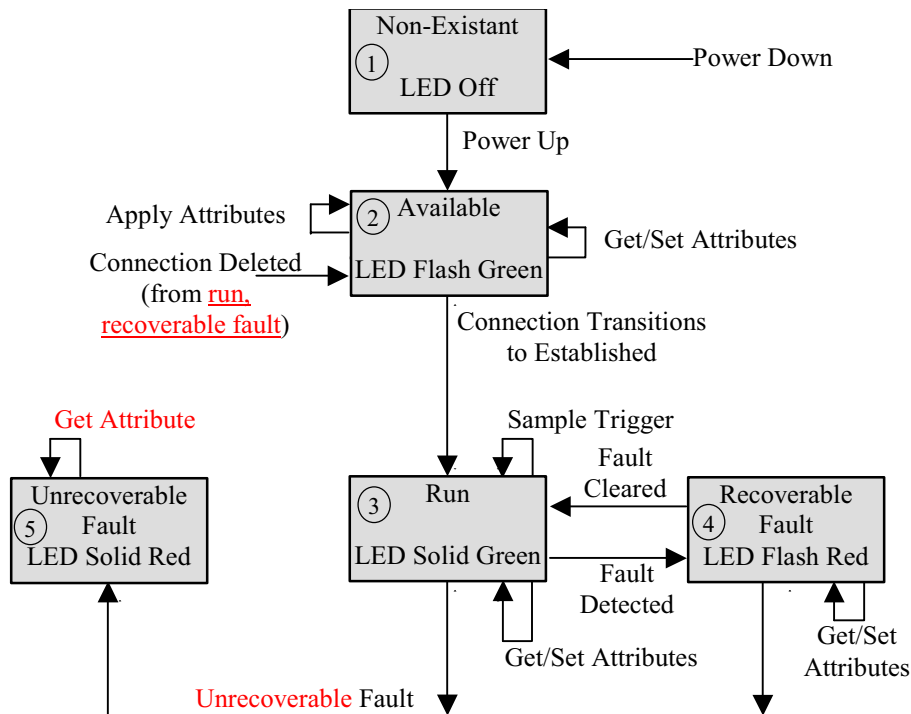 Non-Existant
1
LED Off
Power Down
Power Up
2
Available
LED Flash Green
Apply Attributes
Get/Set Attributes
Connection Deleted
(from run,
recoverable fault)
Connection Transitions
to Established
Get Attribute
Sample Trigger
Fault
Cleared
Unrecoverable
Fault
5
LED Solid Red
Run
3
LED Solid Green
Recoverable
Fault
4
LED Flash Red
Fault
Detected
Get/Set Attributes
Get/Set
Attributes
Unrecoverable Fault